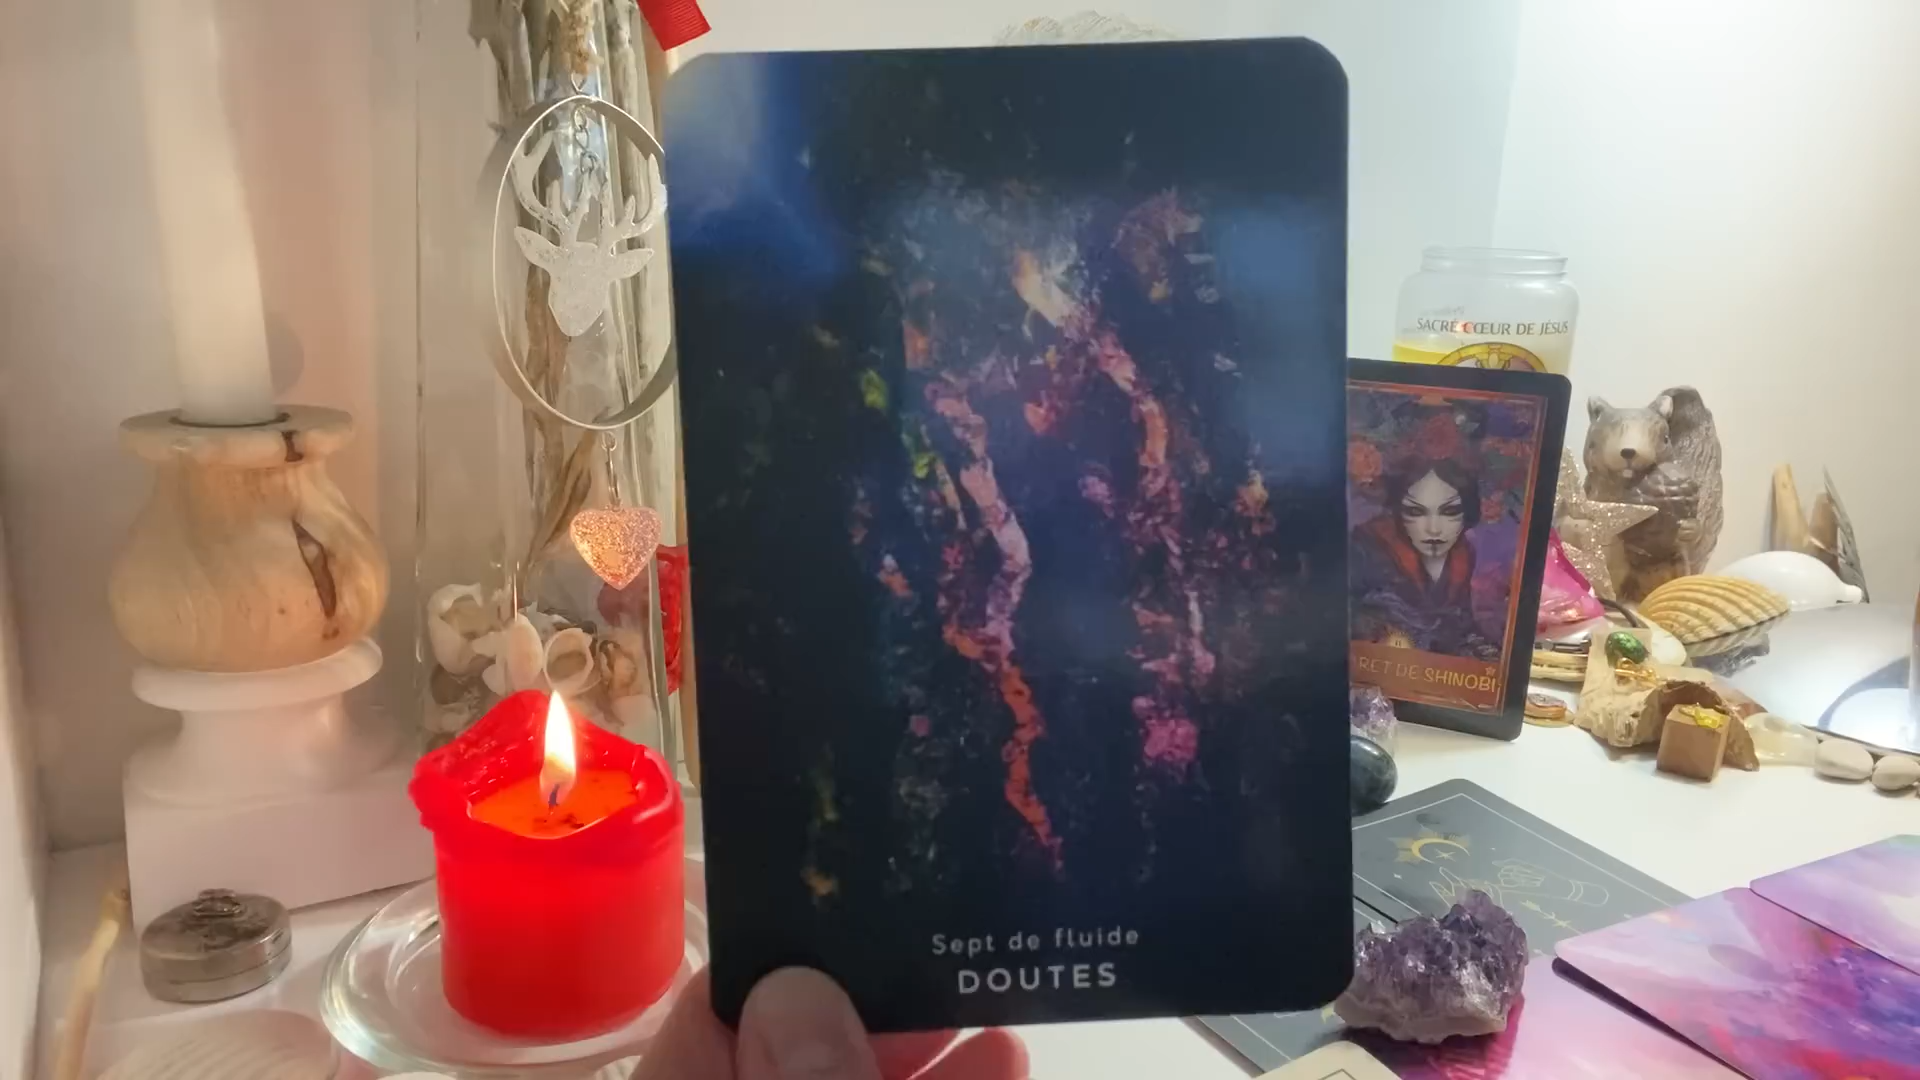 SACRÉ CŒUR DE JÉSUS
RET DE SHINOBI
Sept de fluide
DOUTES